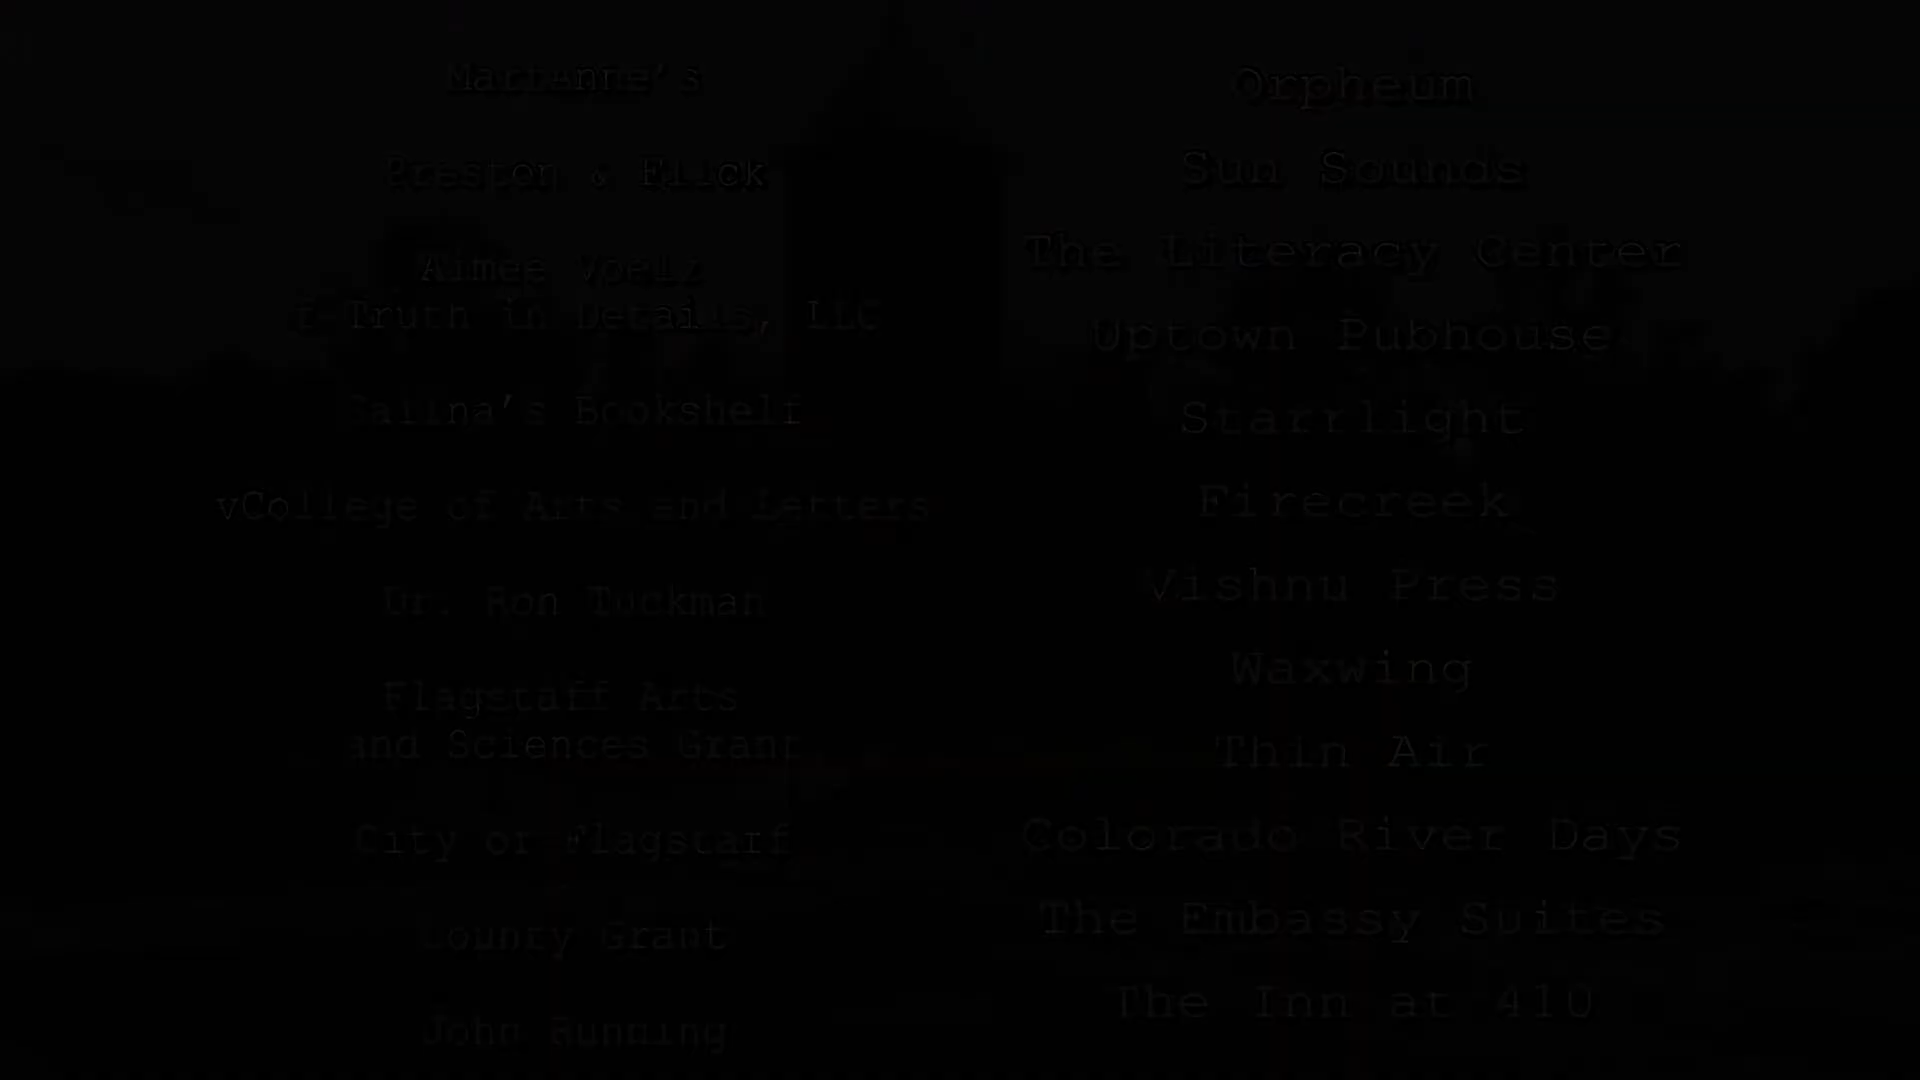 Marianne's
Preston & Flick
Aimee
f-Truth in Details, LLC
Salina's Bookshelf
vCollege of Arts and Letters
Dr. Ron Tuckman
Flagstaff Arts
and Sciences Grant
City of Flagstaff
County Grant
John Running
Orpheum
Sun Sounds
The Literacy Center
Uptown Pubhouse
Starrlight
Firecreek
Vishnu Press
Waxwing
Thin Air
Colorado River Days
The Embassy Suites
The Inn at 410